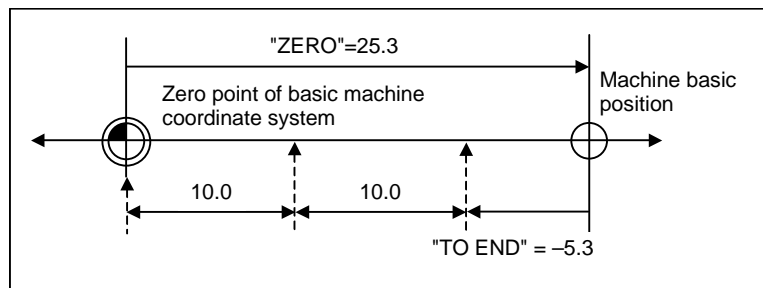 "ZERO"=25.3
Zero point of basic machine
coordinate system
Machine basic
position
10.0
10.0
"TO END" = –5.3